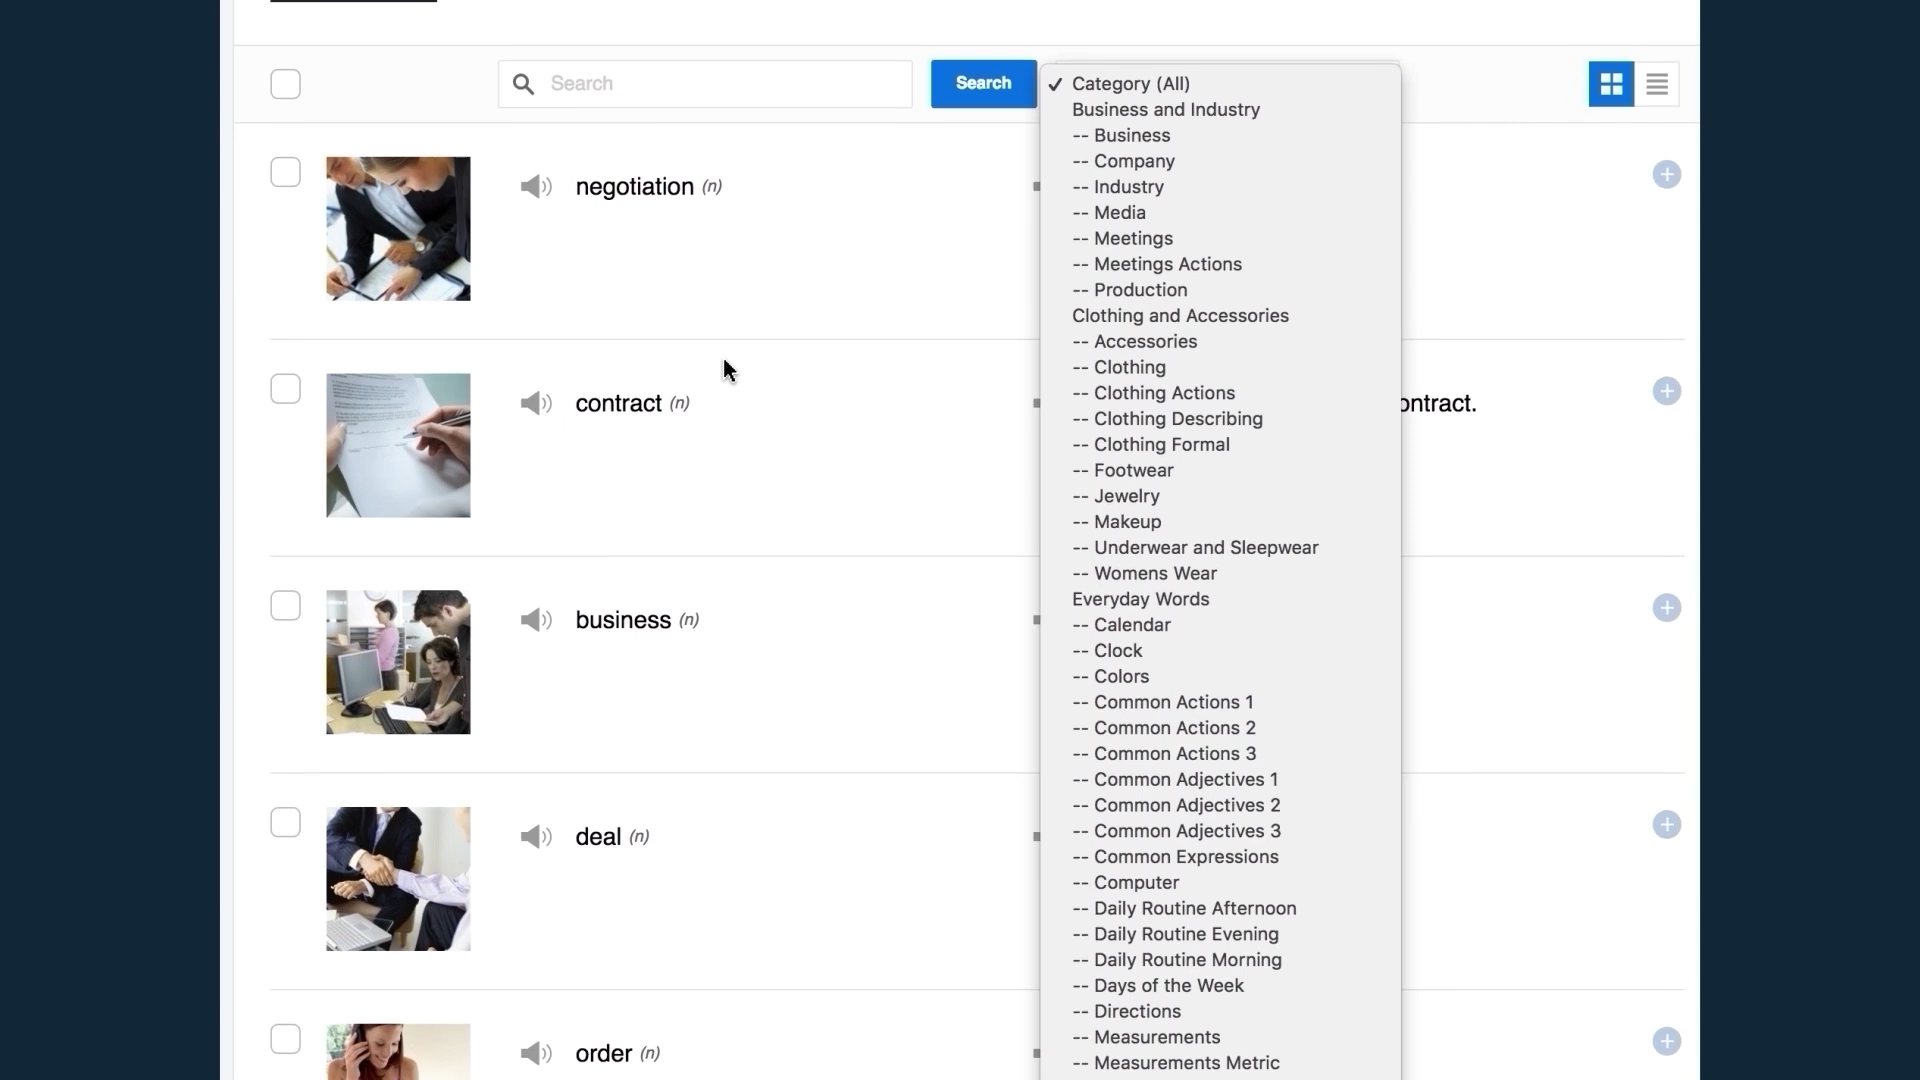 Search
Search
✓ Category (All)
Business and Industry
-- Business
-- Company
-- Industry
-- Media
-- Meetings
-- Meetings Actions
-- Production
Clothing and Accessories
-- Accessories
-- Clothing
-- Clothing Actions
-- Clothing Describing
-- Clothing Formal
-- Footwear
-- Jewelry
-- Makeup
-- Underwear and Sleepwear
-- Womens Wear
Everyday Words
-- Calendar
-- Clock
-- Colors
-- Common Actions 1
-- Common Actions 2
-- Common Actions 3
-- Common Adjectives 1
-- Common Adjectives 2
-- Common Adjectives 3
-- Common Expressions
-- Computer
-- Daily Routine Afternoon
-- Daily Routine Evening
-- Daily Routine Morning
-- Days of the Week
-- Directions
-- Measurements
-- Measurements Metric
negotiation (n)
contract (n)
ontract.
business (n)
deal (n)
order (n)